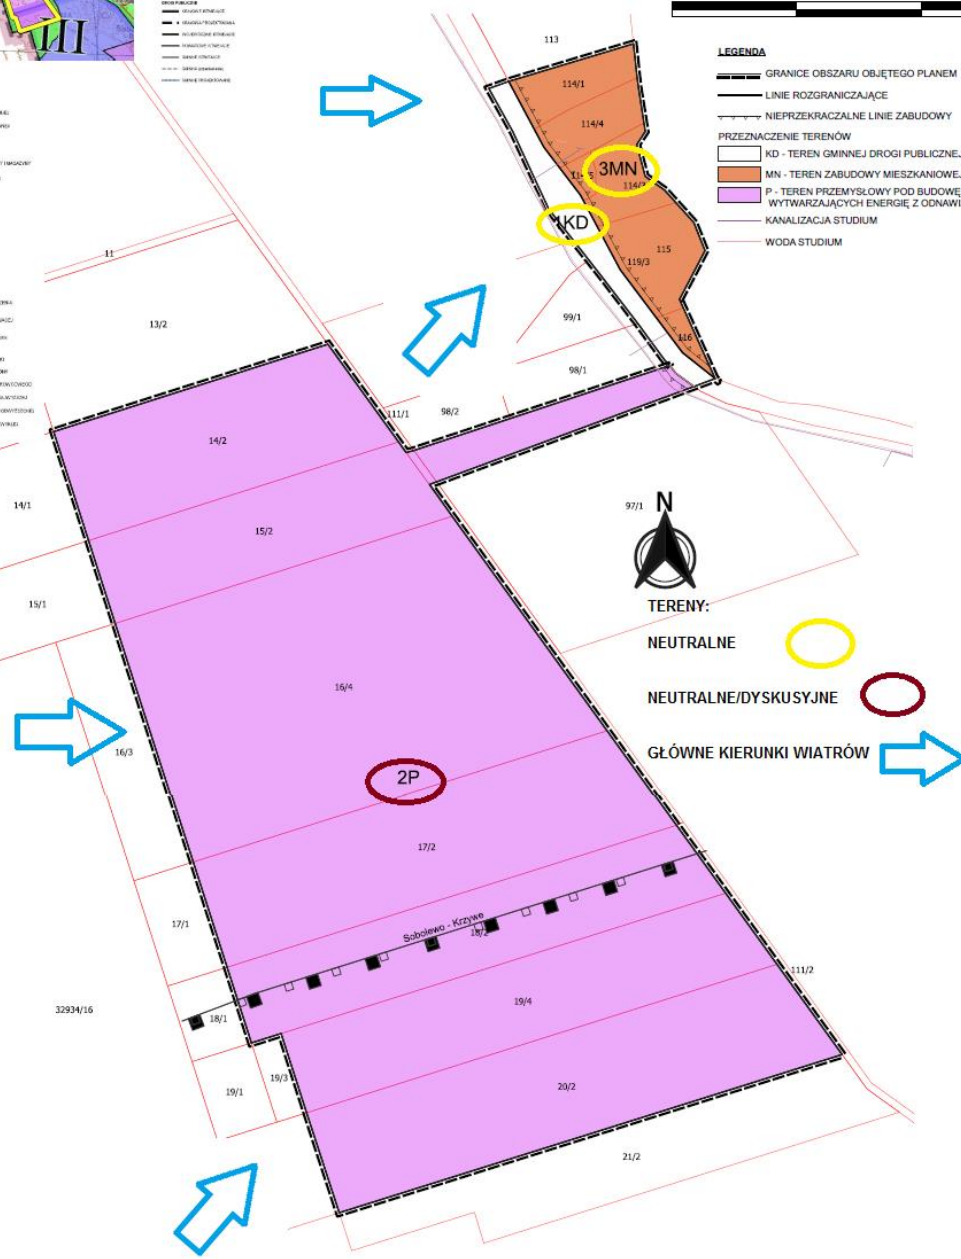 III
DROGI PUBLICZNE
LEGENDA
GRANICE OBSZARU OBJĘTEGO PLANEM
LINIE ROZGRANICZAJĄCE
NIEPRZEKRACZALNE LINIE ZABUDOWY
PRZEZNACZENIE TERENÓW
KD - TEREN GMINNEJ DROGI PUBLICZNEJ
MN - TEREN ZABUDOWY MIESZKANIOWEJ
P - TEREN PRZEMYSŁOWY POD BUDOWĘ
WYTWARZAJĄCYCH ENERGIĘ Z ODNAWI
KANALIZACJA STUDIUM
WODA STUDIUM
113
114/1
114/4
3MN
1KD
115
119/3
116
11
13/2
99/1
98/1
98/2
111/1
14/2
14/1
15/2
97/1
N
15/1
TERENY:
NEUTRALNE
NEUTRALNE/DYSKUSYJNE
GŁÓWNE KIERUNKI WIATRÓW
16/4
16/3
2P
17/2
17/1
Sobolewo - Krzywe
18/2
111/2
19/4
32934/16
18/1
19/3
19/1
20/2
21/2